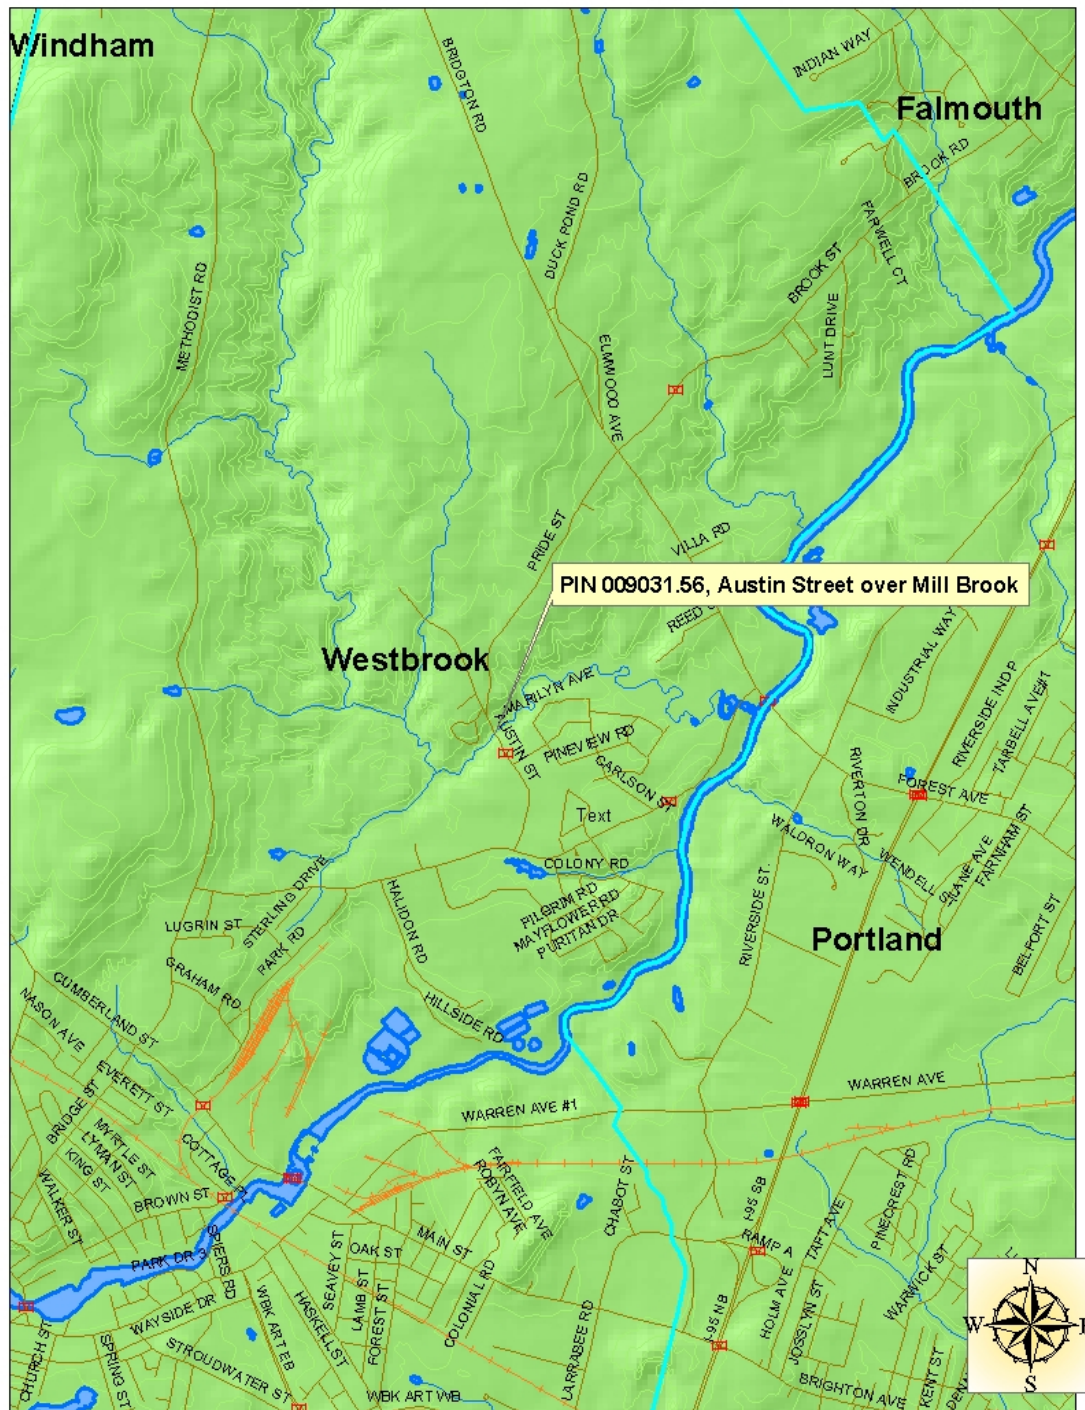 Windham
BRIDGTON RD
INDIAN WAY
Falmouth
BROOK RD
DUCK POND RD
FARWELL CT
BROOK ST
METHODIST RD
LUNT DRIVE
ELMWOOD AVE
PRIDE ST
VILLA RD
PIN 009031.56, Austin Street over Mill Brook
REED
INDUSTRIAL WAY
Westbrook
MARILYN AVE
RIVERSIDE IND P
TARBELL AVE#1
AUSTIN ST
PINEVIEW RD
CARLSON ST
RIVERTON DR
FOREST AVE
Text
WALDRON WAY
WENDELL S
DUANE AVE
FARNHAM ST
COLONY RD
PILGRIM RD
MAYFLOWER RD
PURITAN DR
HALIDON RD
STERLING DRIVE
LUGRIN ST
PARK RD
RIVERSIDE ST.
Portland
BELFORT ST
GRAHAM RD
CUMBERLAND ST
NASON AVE
HILLSIDE RD
EVERETT ST
WARREN AVE
BRIDGE ST
WARREN AVE #1
MYRTLE ST
LYMAN ST
KING ST
COTTAGE PL
WALKER ST
BROWN ST
FAIRFIELD AVE
ROBYN AVE
CHABOT ST
PINECREST RD
I-95 SB
TAFT AVE
PARK DR 3
SPIERS RD
SEAVEY ST
OAK ST
MAIN ST
RAMP A
WARWICK ST
N
LAMB ST
FOREST ST
COLONIAL RD
HOLM AVE
WAYSIDE DR
WBK ART EB
HASKELL ST
I-95 NB
JOSSLYN ST
W
E
CHURCH ST
SPRING ST
STROUDWATER ST
LARRABEE RD
KENT ST
DENN
S
WBK ART WB
BRIGHTON AVE